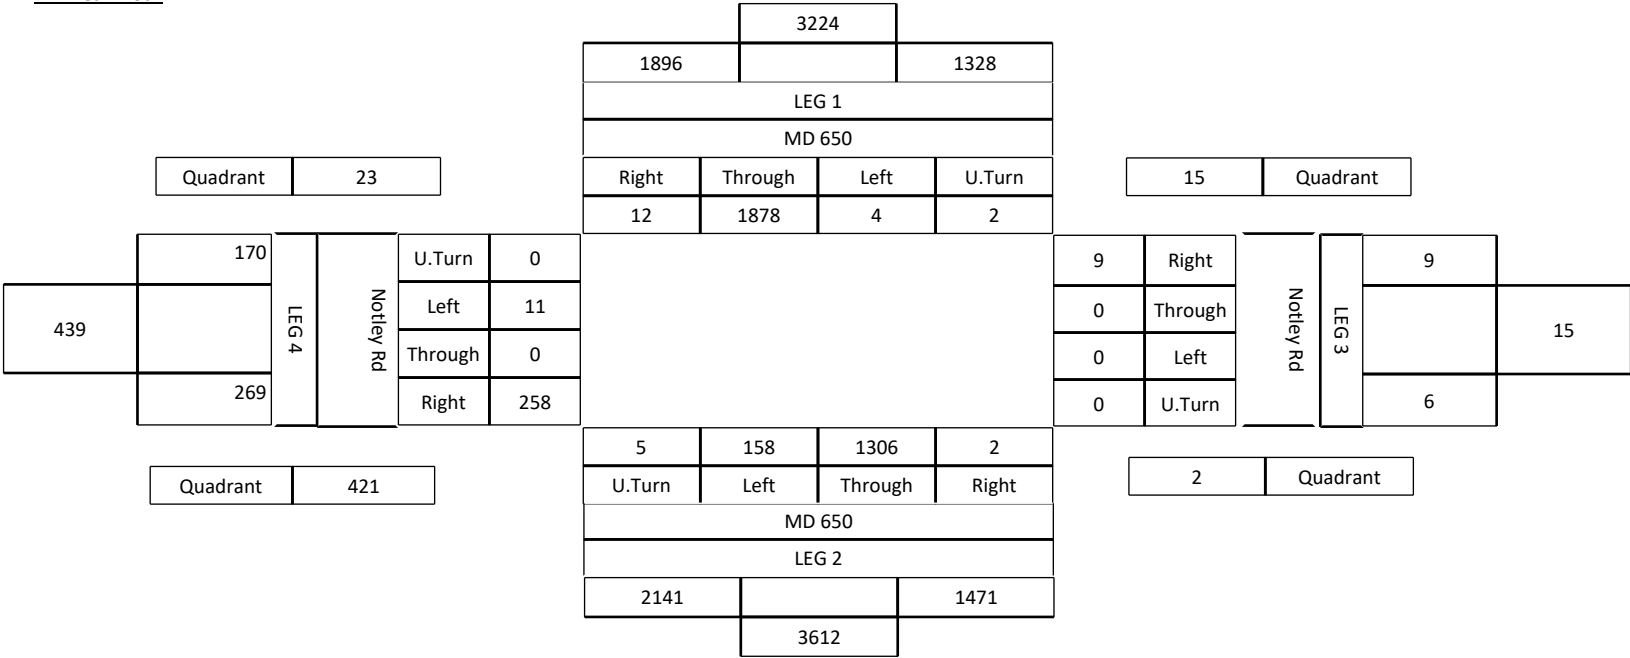 3224
1896 1328
LEG 1
MD 650
Quadrant 23
Right Through Left U.Turn
12 1878 4 2
15 Quadrant
170
439
269
LEG 4
Notley Rd
U.Turn 0
Left 11
Through 0
Right 258
9 Right
0 Through
0 Left
0 U.Turn
Notley Rd
LEG 3
9
15
6
Quadrant 421
5 158 1306 2
U.Turn Left Through Right
2 Quadrant
MD 650
LEG 2
2141 1471
3612